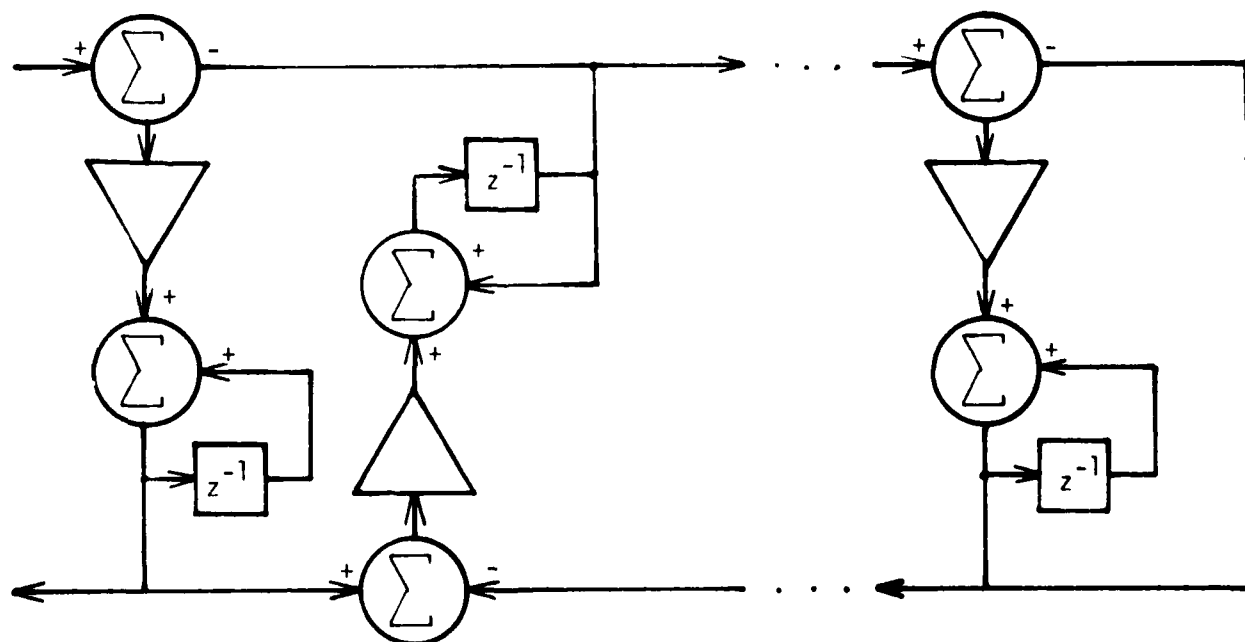 + Σ - . . . + Σ -
z⁻¹
+ Σ + Σ + Σ +
+
z⁻¹ z⁻¹
+ Σ - . . .